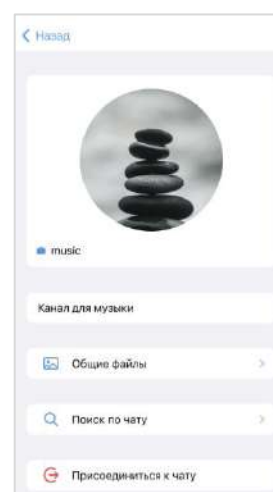 Назад
music
Канал для музыки
Общие файлы
Поиск по чату
Присоединиться к чату